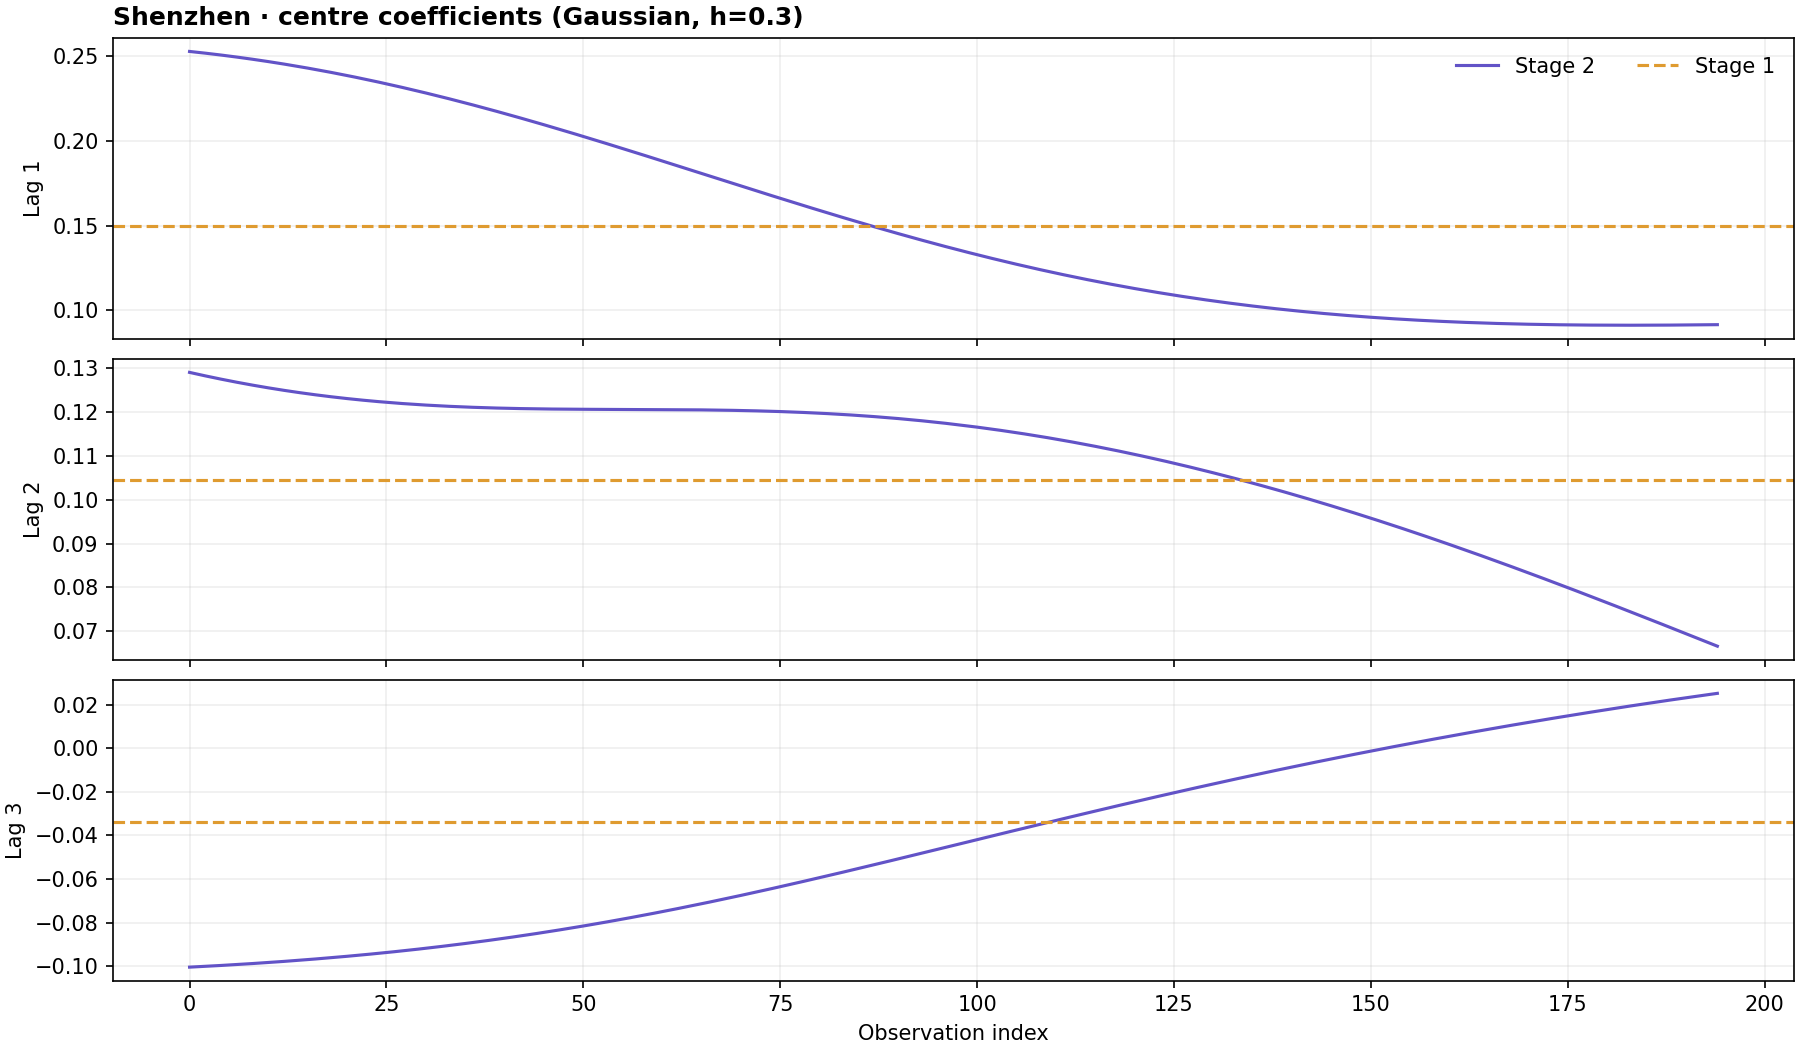 Shenzhen · centre coefficients (Gaussian, h=0.3)
Stage 2 Stage 1
Lag 1
0.25
0.20
0.15
0.10
Lag 2
0.13
0.12
0.11
0.10
0.09
0.08
0.07
Lag 3
0.02
0.00
−0.02
−0.04
−0.06
−0.08
−0.10
0 25 50 75 100 125 150 175 200
Observation index